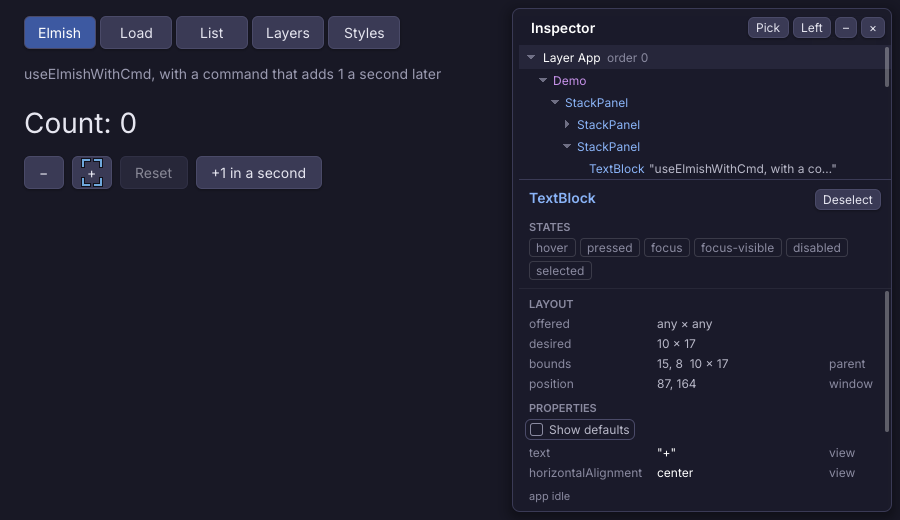 Elmish Load List Layers Styles
useElmishWithCmd, with a command that adds 1 a second later
Count: 0
− + Reset +1 in a second
Inspector Pick Left − ×
Layer App order 0
Demo
StackPanel
StackPanel
StackPanel
TextBlock "useElmishWithCmd, with a co..."
TextBlock Deselect
STATES
hover pressed focus focus-visible disabled
selected
LAYOUT
offered any × any
desired 10 × 17
bounds 15, 8 10 × 17 parent
position 87, 164 window
PROPERTIES
Show defaults
text "+" view
horizontalAlignment center view
app idle